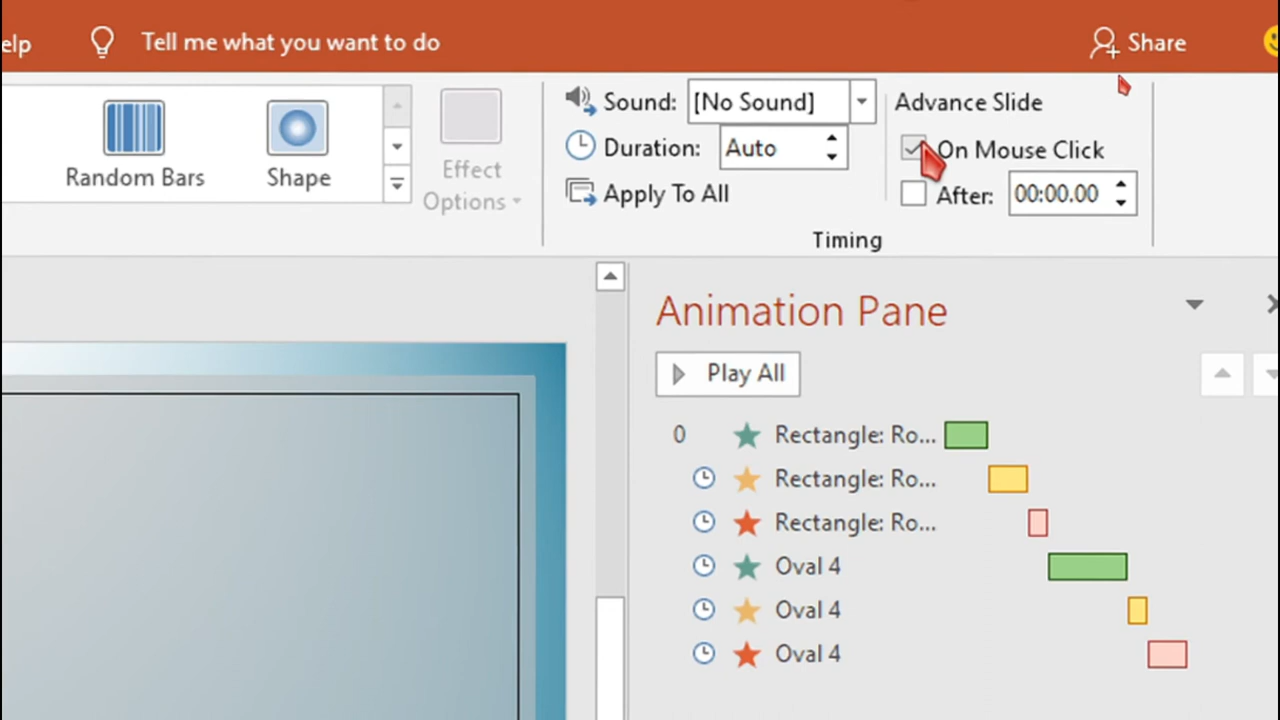 elp
Tell me what you want to do
Share
Random Bars
Shape
Effect
Options
Sound: [No Sound]
Duration: Auto
Apply To All
Advance Slide
On Mouse Click
After: 00:00.00
Timing
Animation Pane
Play All
0 Rectangle: Ro...
Rectangle: Ro...
Rectangle: Ro...
Oval 4
Oval 4
Oval 4